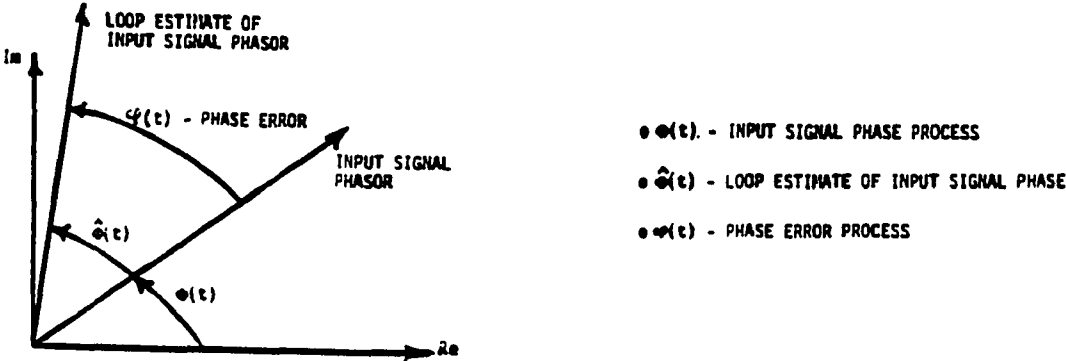 LOOP ESTIMATE OF
INPUT SIGNAL PHASOR
Im
φ(t) - PHASE ERROR
INPUT SIGNAL
PHASOR
Φ̂(t)
Φ(t)
Re
• Φ(t). - INPUT SIGNAL PHASE PROCESS
• Φ̂(t) - LOOP ESTIMATE OF INPUT SIGNAL PHASE
• φ(t) - PHASE ERROR PROCESS